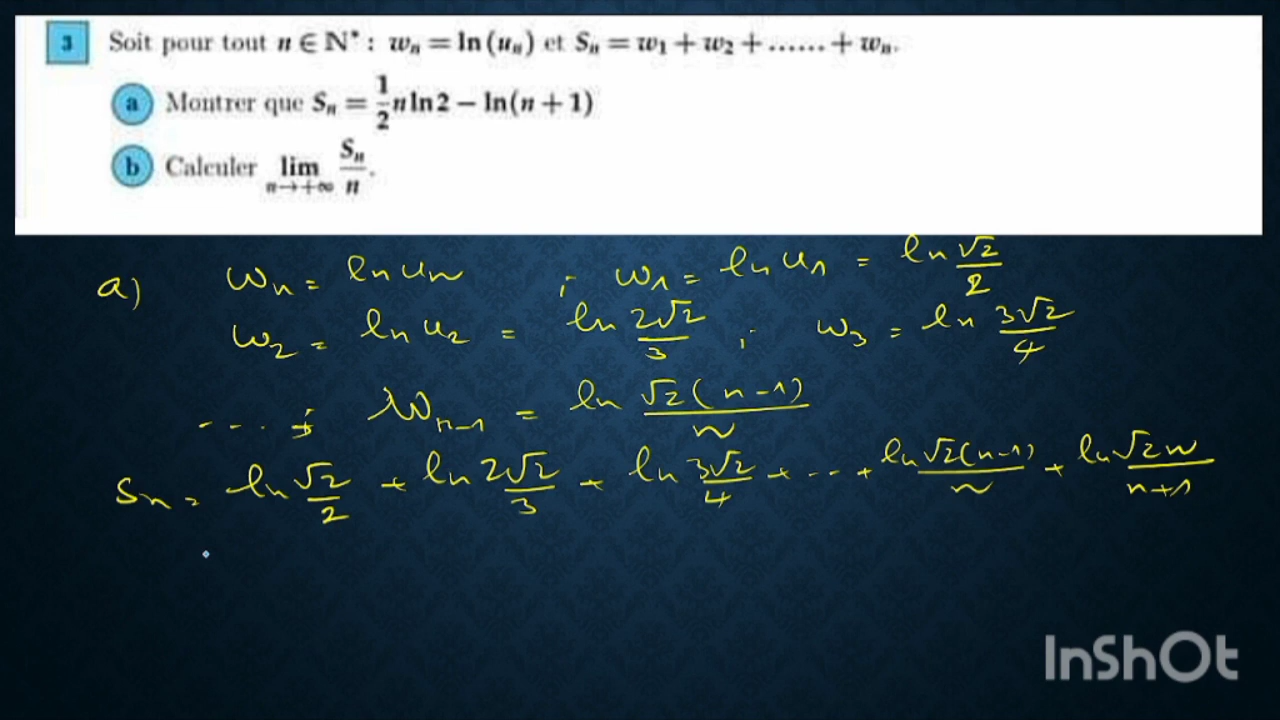 3 Soit pour tout n ∈ ℕ* : wₙ = ln(uₙ) et Sₙ = w₁ + w₂ + ...... + wₙ.
a Montrer que Sₙ = 1/2 n ln2 − ln(n + 1)
b Calculer lim n→+∞ Sₙ/n.
a) wₙ = ln uₙ ; w₁ = ln u₁ = ln √2/2
w₂ = ln u₂ = ln 2√2/3 ; w₃ = ln 3√2/4
.... ; wₙ₋₁ = ln √2(n−1)/n
Sₙ = ln √2/2 + ln 2√2/3 + ln 3√2/4 + ... + ln √2(n−1)/n + ln √2n/n+1
InShOt